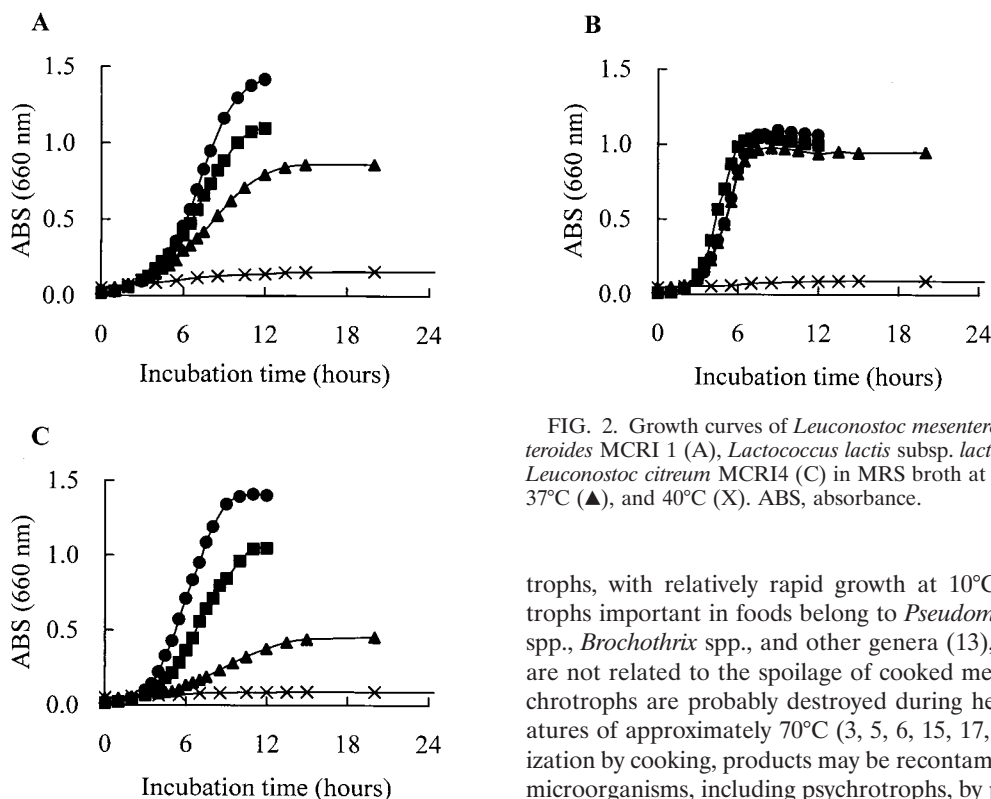 A
1.5
1.0
0.5
0.0
ABS (660 nm)
0 6 12 18 24
Incubation time (hours)
B
1.5
1.0
0.5
0.0
ABS (660 nm)
0 6 12 18 24
Incubation time (hours)
C
1.5
1.0
0.5
0.0
ABS (660 nm)
0 6 12 18 24
Incubation time (hours)
FIG. 2. Growth curves of Leuconostoc mesentero
teroides MCRI 1 (A), Lactococcus lactis subsp. lact
Leuconostoc citreum MCRI4 (C) in MRS broth at
37°C (▲), and 40°C (X). ABS, absorbance.
trophs, with relatively rapid growth at 10°C
trophs important in foods belong to Pseudom
spp., Brochothrix spp., and other genera (13),
are not related to the spoilage of cooked me
chrotrophs are probably destroyed during he
atures of approximately 70°C (3, 5, 6, 15, 17,
ization by cooking, products may be recontam
microorganisms, including psychrotrophs, by